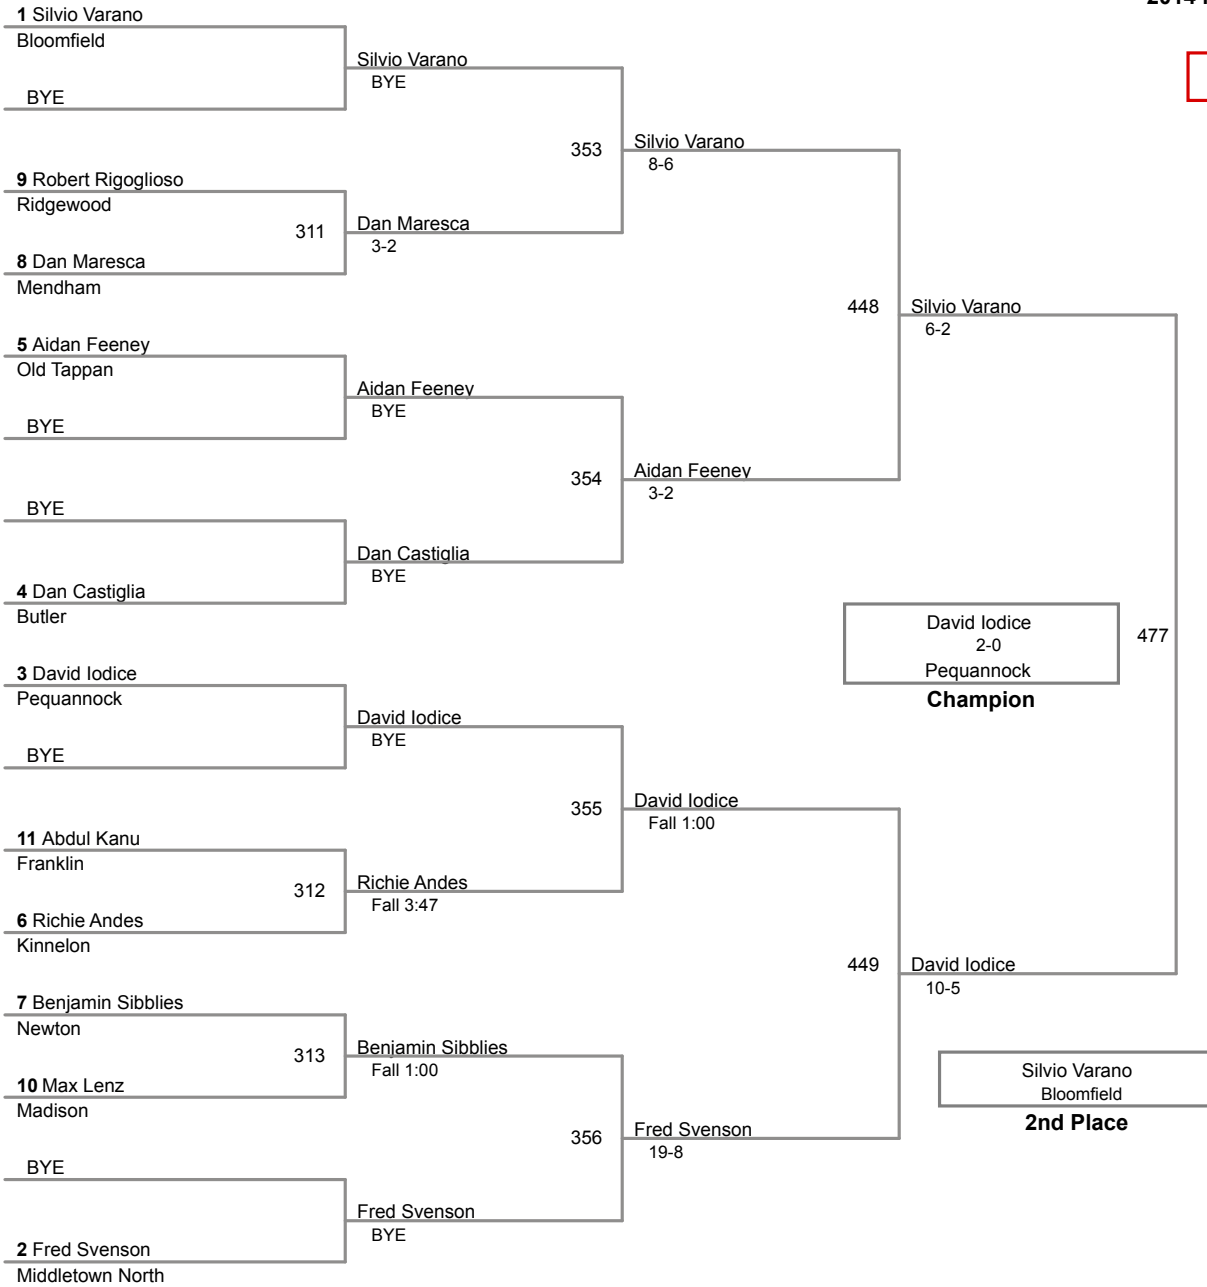 1 Silvio Varano
Bloomfield
BYE
9 Robert Rigoglioso
Ridgewood
311
8 Dan Maresca
Mendham
5 Aidan Feeney
Old Tappan
BYE
BYE
4 Dan Castiglia
Butler
3 David Iodice
Pequannock
BYE
11 Abdul Kanu
Franklin
312
6 Richie Andes
Kinnelon
7 Benjamin Sibblies
Newton
313
10 Max Lenz
Madison
BYE
2 Fred Svenson
Middletown North
Silvio Varano
BYE
353
Dan Maresca
3-2
Aidan Feeney
BYE
354
Dan Castiglia
BYE
David Iodice
BYE
355
Richie Andes
Fall 3:47
Benjamin Sibblies
Fall 1:00
356
Fred Svenson
BYE
Silvio Varano
8-6
448
Aidan Feeney
3-2
David Iodice
Fall 1:00
449
Fred Svenson
19-8
Silvio Varano
6-2
477
David Iodice
10-5
David Iodice
2-0
Pequannock
Champion
Silvio Varano
Bloomfield
2nd Place